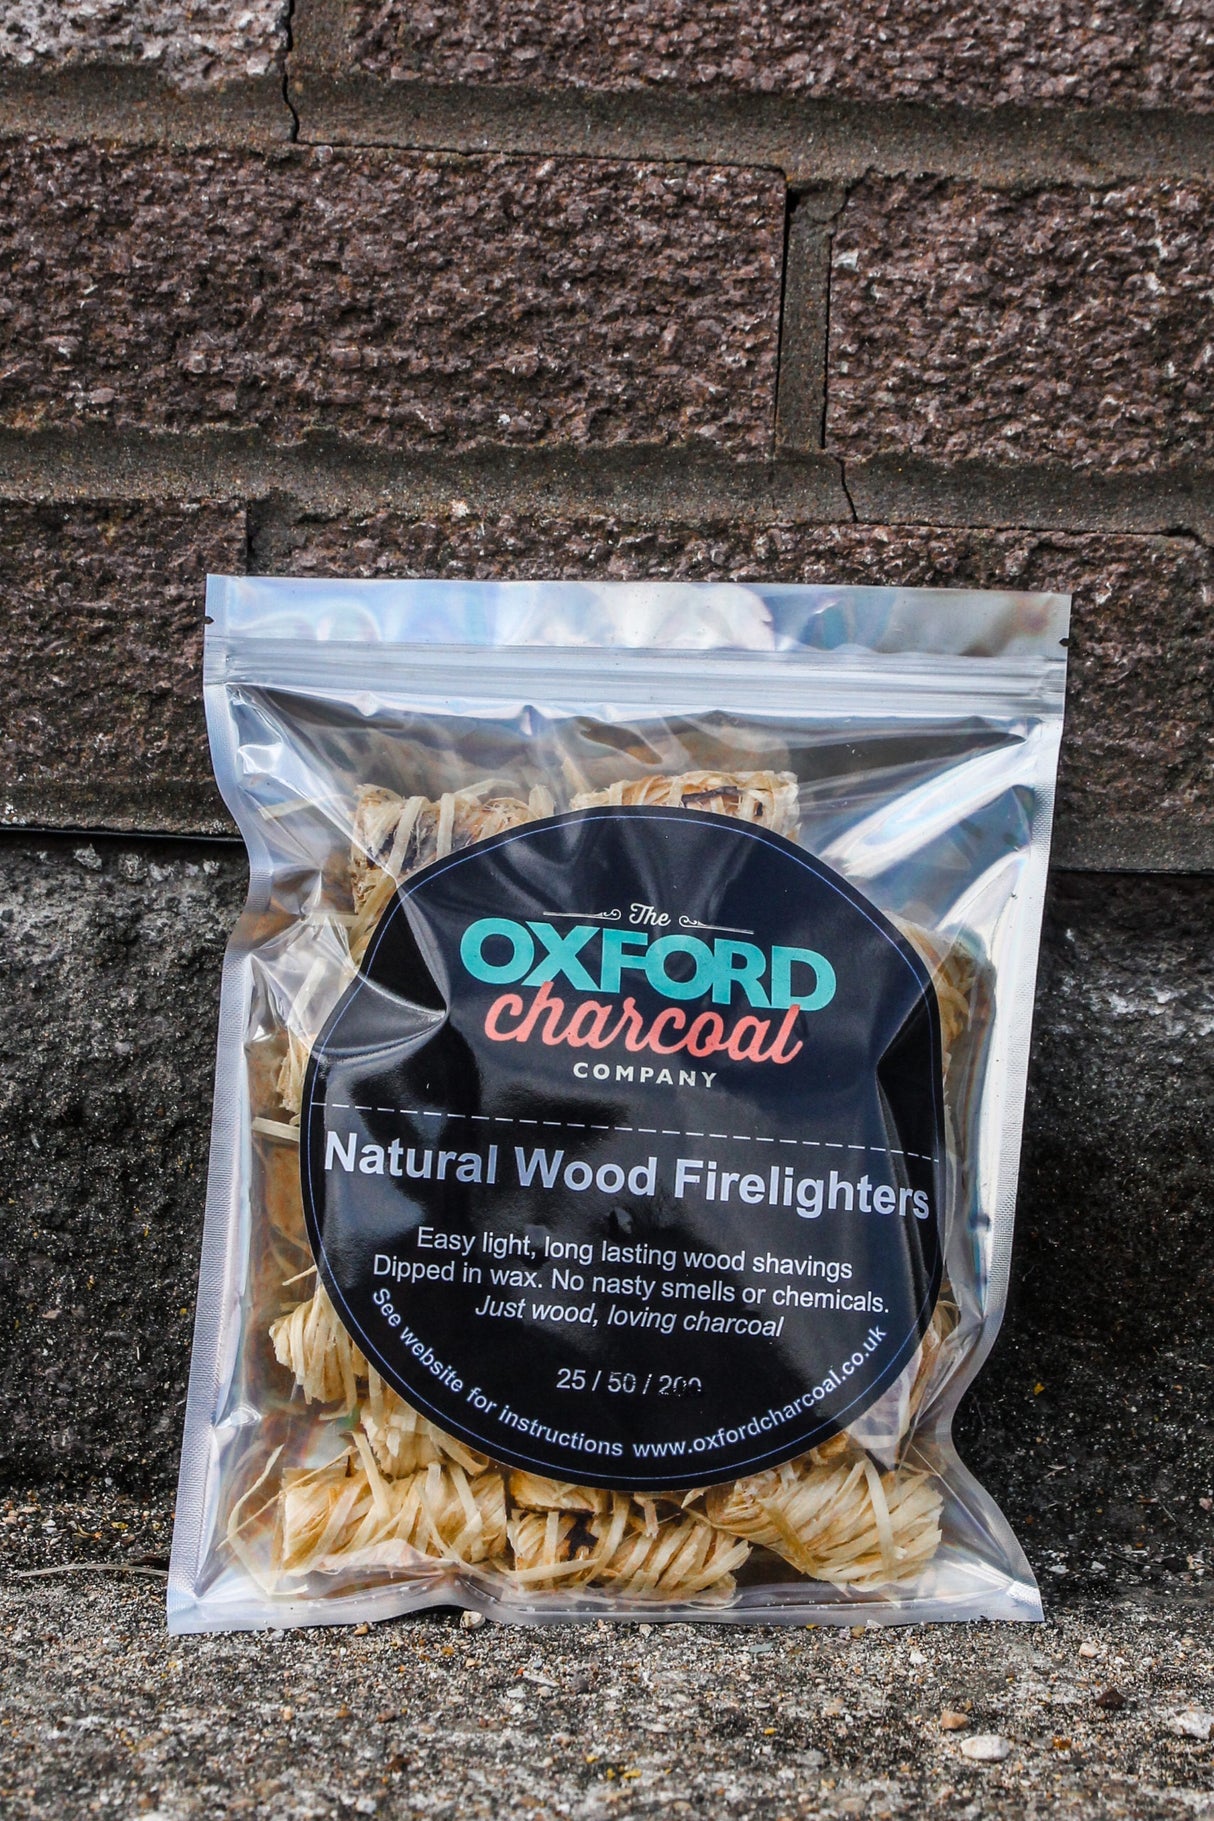 The
OXFORD
charcoal
COMPANY
Natural Wood Firelighters
Easy light, long lasting wood shavings
Dipped in wax. No nasty smells or chemicals.
Just wood, loving charcoal
25 / 50 / 200
See website for instructions www.oxfordcharcoal.co.uk